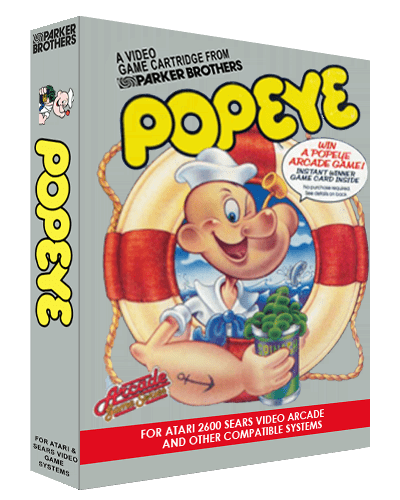 PARKER
BROTHERS
POPEYE
FOR ATARI &
SEARS VIDEO
GAME
SYSTEMS
A VIDEO
GAME CARTRIDGE FROM
PARKER BROTHERS
POPEYE
WIN
A POPEYE
ARCADE GAME!
INSTANT WINNER
GAME CARD INSIDE
No purchase required.
See details on back.
Arcade
Game Series
FOR ATARI 2600 SEARS VIDEO ARCADE
AND OTHER COMPATIBLE SYSTEMS